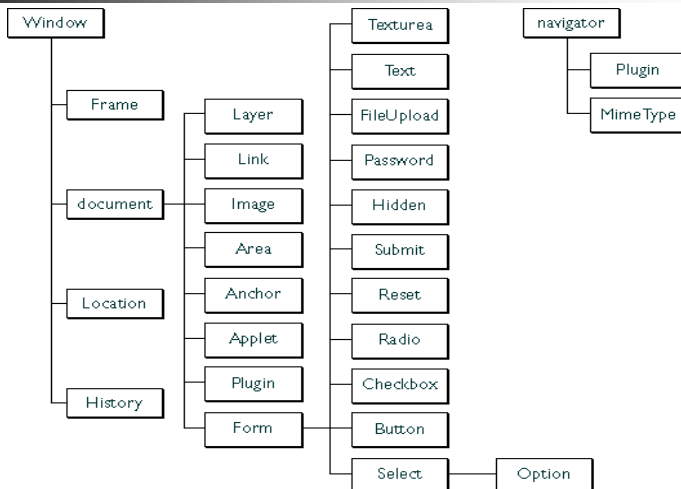 Window
Frame
document
Location
History
Layer
Link
Image
Area
Anchor
Applet
Plugin
Form
Texturea
Text
FileUpload
Password
Hidden
Submit
Reset
Radio
Checkbox
Button
Select
Option
navigator
Plugin
MimeType